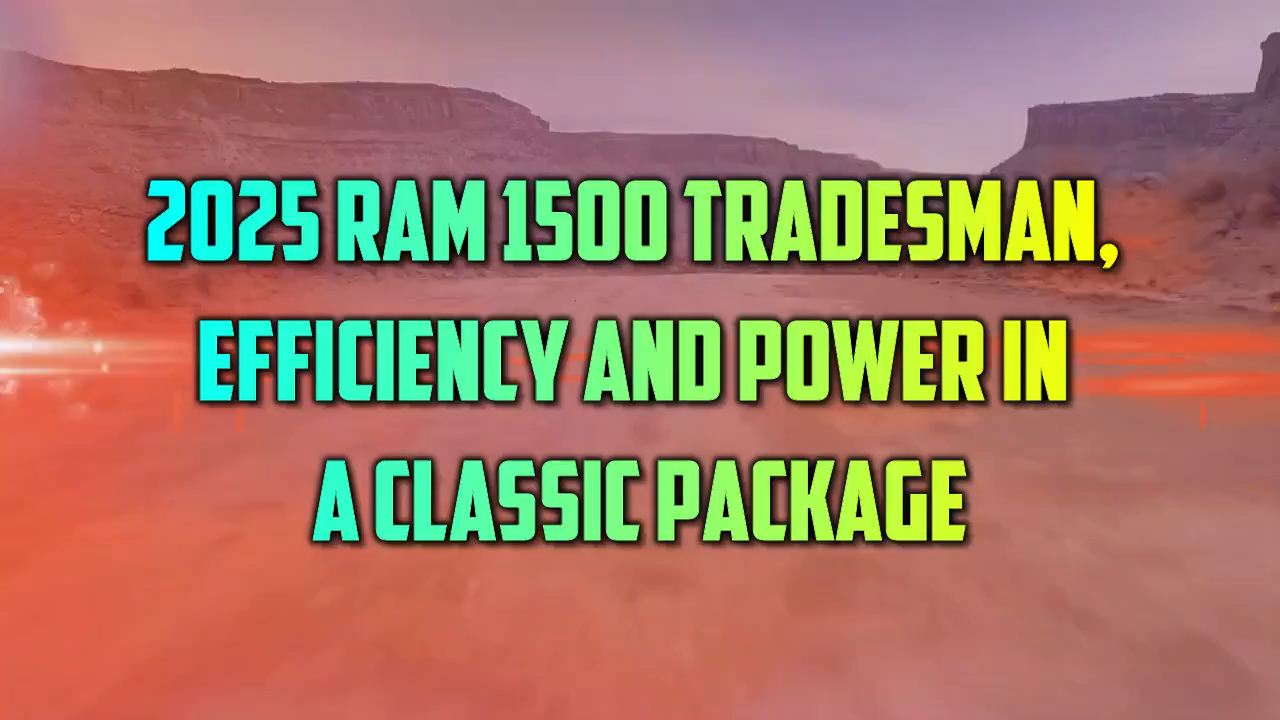 2025 RAM 1500 TRADESMAN,
EFFICIENCY AND POWER IN
A CLASSIC PACKAGE